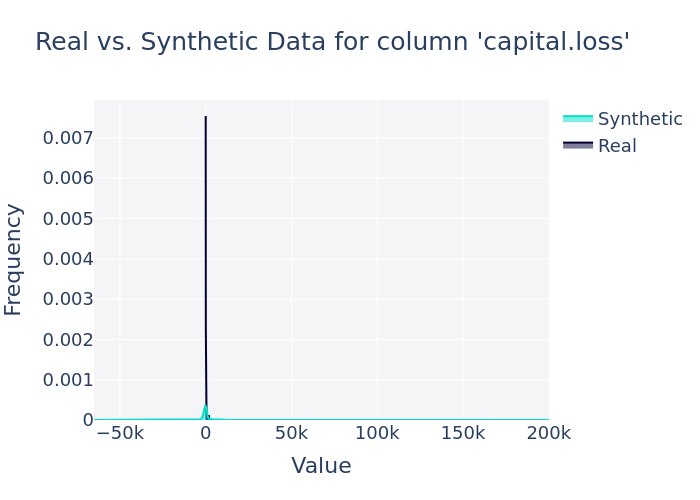 Real vs. Synthetic Data for column 'capital.loss'
Synthetic
Real
Frequency
0.007
0.006
0.005
0.004
0.003
0.002
0.001
0
−50k
0
50k
100k
150k
200k
Value